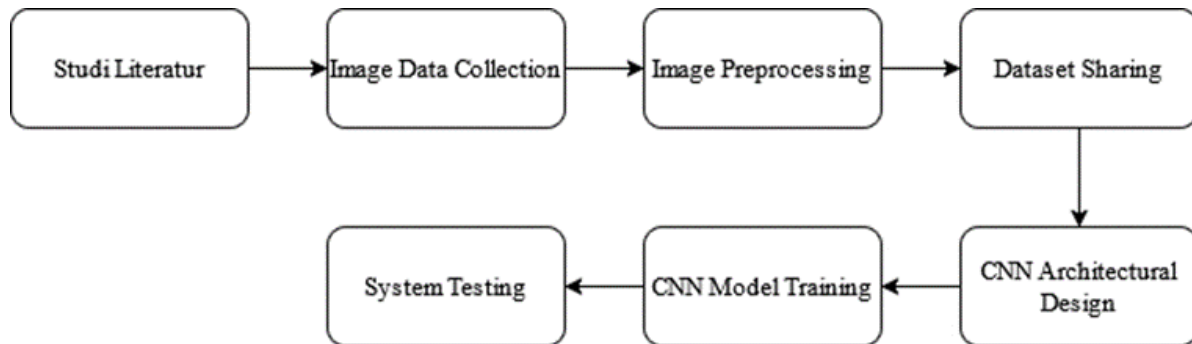 Studi Literatur
Image Data Collection
Image Preprocessing
Dataset Sharing
CNN Architectural
Design
CNN Model Training
System Testing